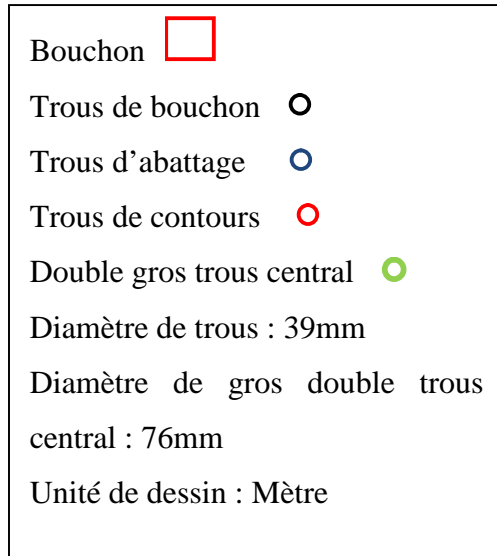 Bouchon
Trous de bouchon
Trous d’abattage
Trous de contours
Double gros trous central
Diamètre de trous : 39mm
Diamètre de gros double trous
central : 76mm
Unité de dessin : Mètre